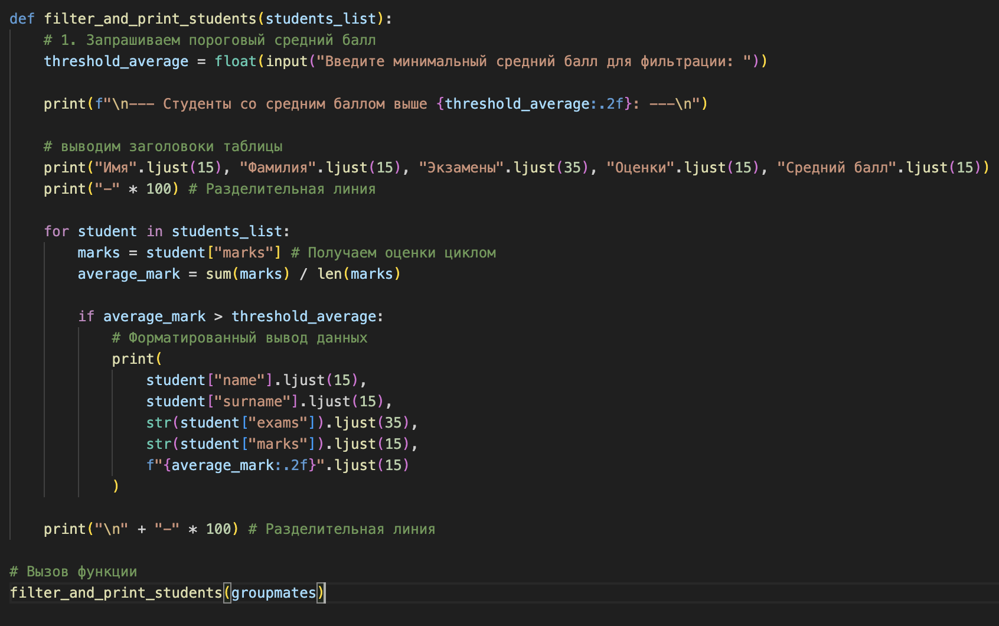 def filter_and_print_students(students_list):
    # 1. Запрашиваем пороговый средний балл
    threshold_average = float(input("Введите минимальный средний балл для фильтрации: "))
    print(f"\n--- Студенты со средним баллом выше {threshold_average:.2f}: ---\n")
    # выводим заголовоки таблицы
    print("Имя".ljust(15), "Фамилия".ljust(15), "Экзамены".ljust(35), "Оценки".ljust(15), "Средний балл".ljust(15))
    print("-" * 100) # Разделительная линия
    for student in students_list:
        marks = student["marks"] # Получаем оценки циклом
        average_mark = sum(marks) / len(marks)
        if average_mark > threshold_average:
            # Форматированный вывод данных
            print(
                student["name"].ljust(15),
                student["surname"].ljust(15),
                str(student["exams"]).ljust(35),
                str(student["marks"]).ljust(15),
                f"{average_mark:.2f}".ljust(15)
            )
    print("\n" + "-" * 100) # Разделительная линия
# Вызов функции
filter_and_print_students(groupmates)